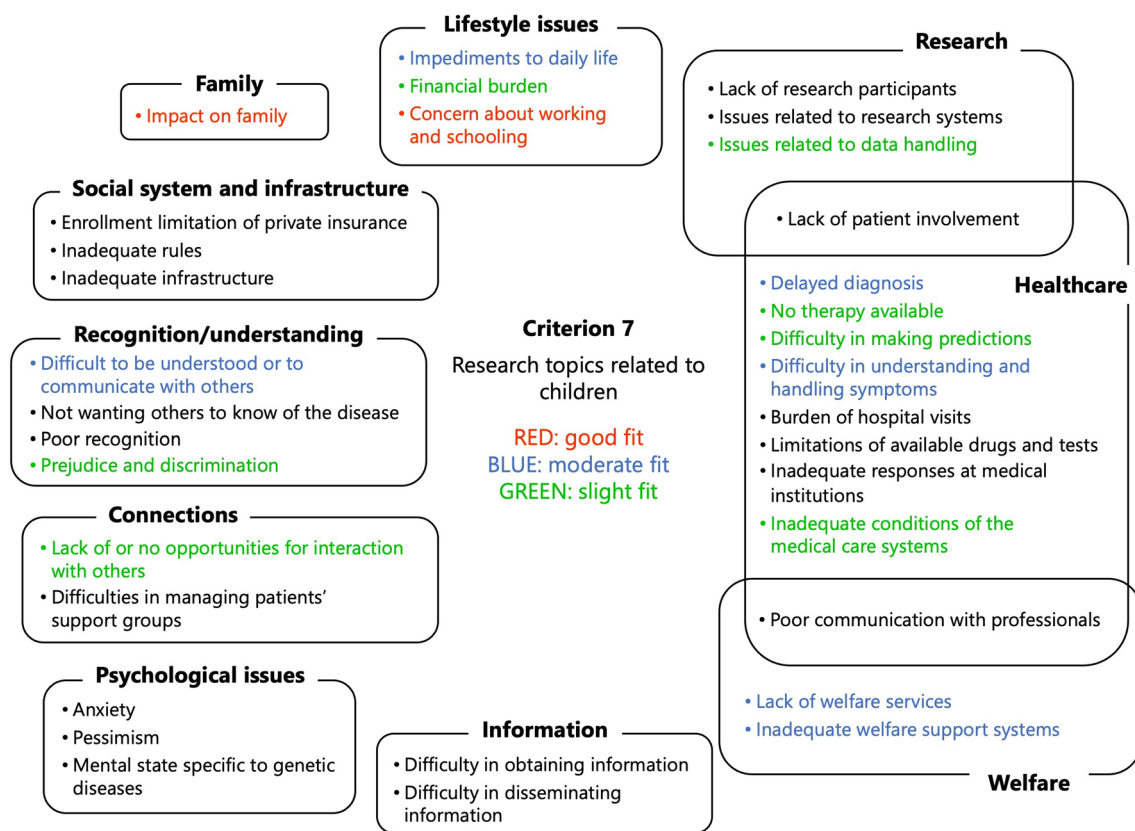 Lifestyle issues
• Impediments to daily life
• Financial burden
• Concern about working
and schooling
Family
• Impact on family
Social system and infrastructure
• Enrollment limitation of private insurance
• Inadequate rules
• Inadequate infrastructure
Recognition/understanding
• Difficult to be understood or to
communicate with others
• Not wanting others to know of the disease
• Poor recognition
• Prejudice and discrimination
Connections
• Lack of or no opportunities for interaction
with others
• Difficulties in managing patients’
support groups
Psychological issues
• Anxiety
• Pessimism
• Mental state specific to genetic
diseases
Information
• Difficulty in obtaining information
• Difficulty in disseminating
information
Criterion 7
Research topics related to
children
RED: good fit
BLUE: moderate fit
GREEN: slight fit
Research
• Lack of research participants
• Issues related to research systems
• Issues related to data handling
• Lack of patient involvement
Healthcare
• Delayed diagnosis
• No therapy available
• Difficulty in making predictions
• Difficulty in understanding and
handling symptoms
• Burden of hospital visits
• Limitations of available drugs and tests
• Inadequate responses at medical
institutions
• Inadequate conditions of the
medical care systems
• Poor communication with professionals
• Lack of welfare services
• Inadequate welfare support systems
Welfare